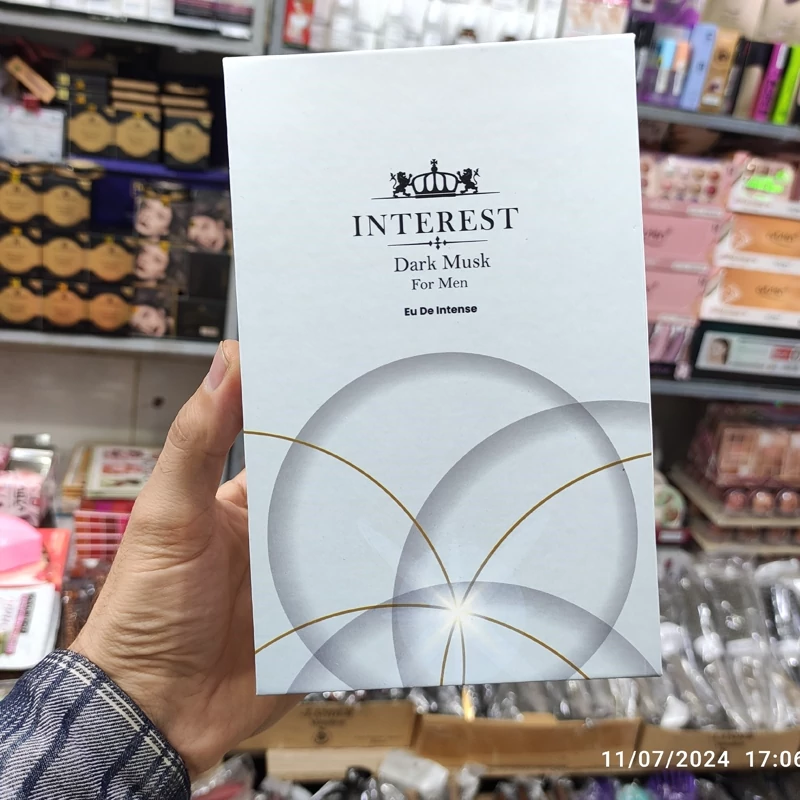 INTEREST
Dark Musk
For Men
Eu De Intense
11/07/2024 17:06